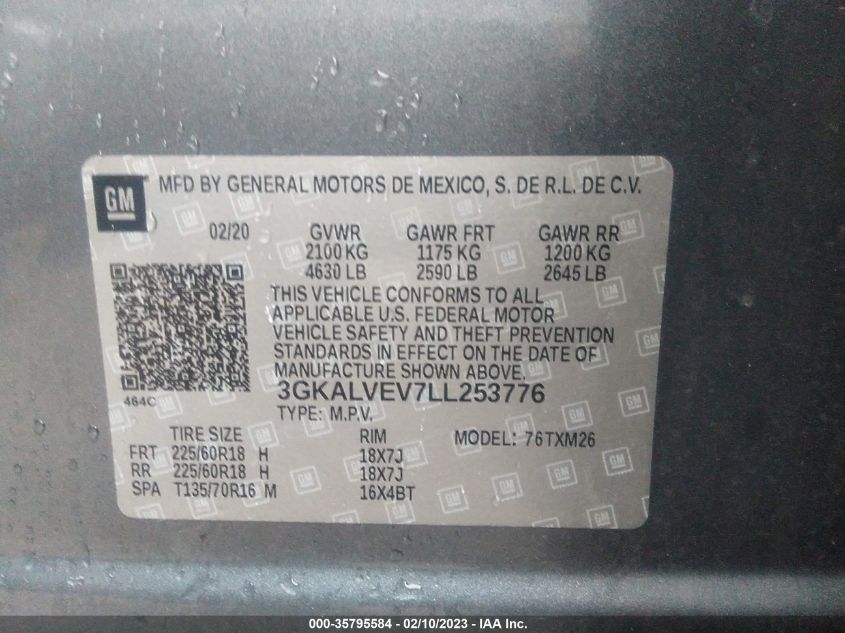 GM
MFD BY GENERAL MOTORS DE MEXICO, S. DE R.L. DE C.V.
02/20 GVWR GAWR FRT GAWR RR
2100 KG 1175 KG 1200 KG
4630 LB 2590 LB 2645 LB
THIS VEHICLE CONFORMS TO ALL
APPLICABLE U.S. FEDERAL MOTOR
VEHICLE SAFETY AND THEFT PREVENTION
STANDARDS IN EFFECT ON THE DATE OF
MANUFACTURE SHOWN ABOVE.
464C
3GKALVEV7LL253776
TYPE: M.P.V.
TIRE SIZE RIM MODEL: 76TXM26
FRT 225/60R18 H 18X7J
RR 225/60R18 H 18X7J
SPA T135/70R16 M 16X4BT
000-35795584 - 02/10/2023 - IAA Inc.